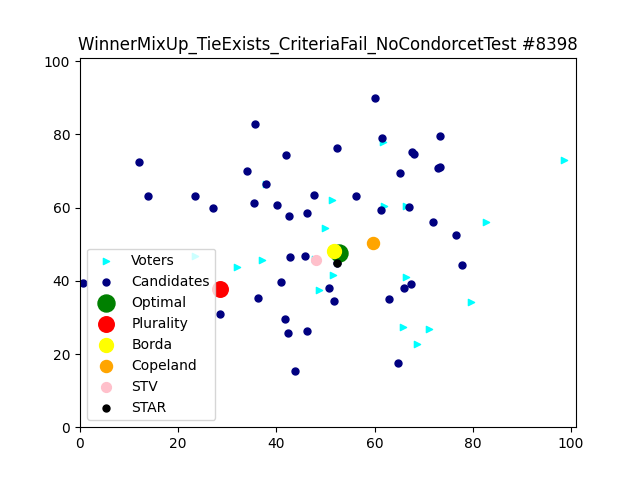 WinnerMixUp_TieExists_CriteriaFail_NoCondorcetTest #8398
100
80
60
40
20
0
Voters
Candidates
Optimal
Plurality
Borda
Copeland
STV
STAR
0 20 40 60 80 100